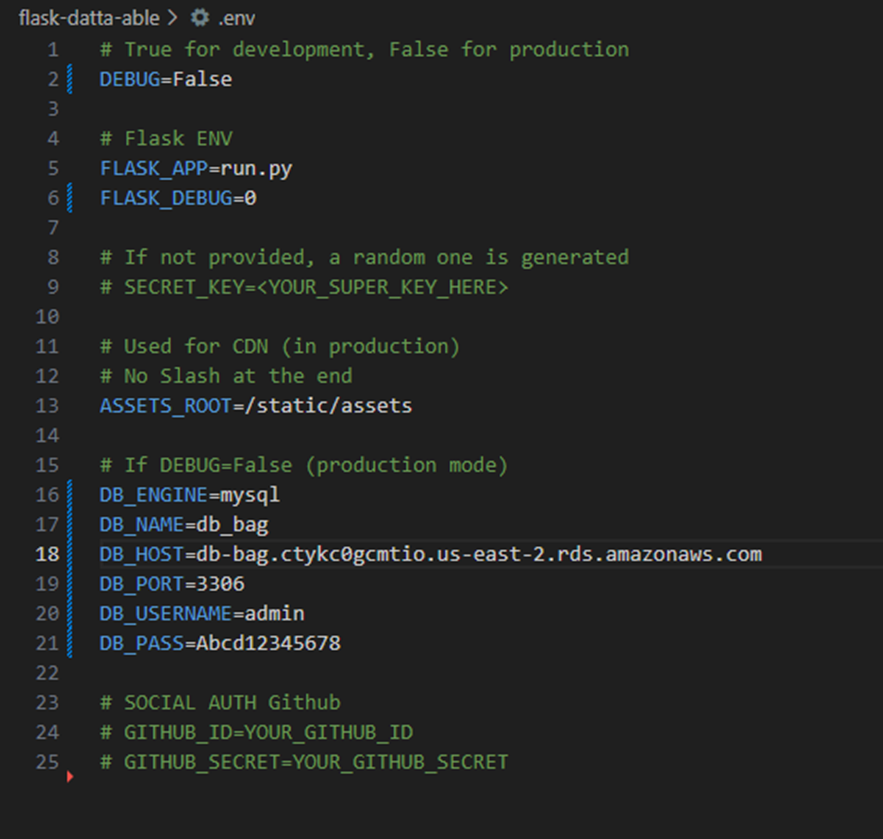 flask-datta-able > .env
1 # True for development, False for production
2 DEBUG=False
3
4 # Flask ENV
5 FLASK_APP=run.py
6 FLASK_DEBUG=0
7
8 # If not provided, a random one is generated
9 # SECRET_KEY=<YOUR_SUPER_KEY_HERE>
10
11 # Used for CDN (in production)
12 # No Slash at the end
13 ASSETS_ROOT=/static/assets
14
15 # If DEBUG=False (production mode)
16 DB_ENGINE=mysql
17 DB_NAME=db_bag
18 DB_HOST=db-bag.ctykc0gcmtio.us-east-2.rds.amazonaws.com
19 DB_PORT=3306
20 DB_USERNAME=admin
21 DB_PASS=Abcd12345678
22
23 # SOCIAL AUTH Github
24 # GITHUB_ID=YOUR_GITHUB_ID
25 # GITHUB_SECRET=YOUR_GITHUB_SECRET